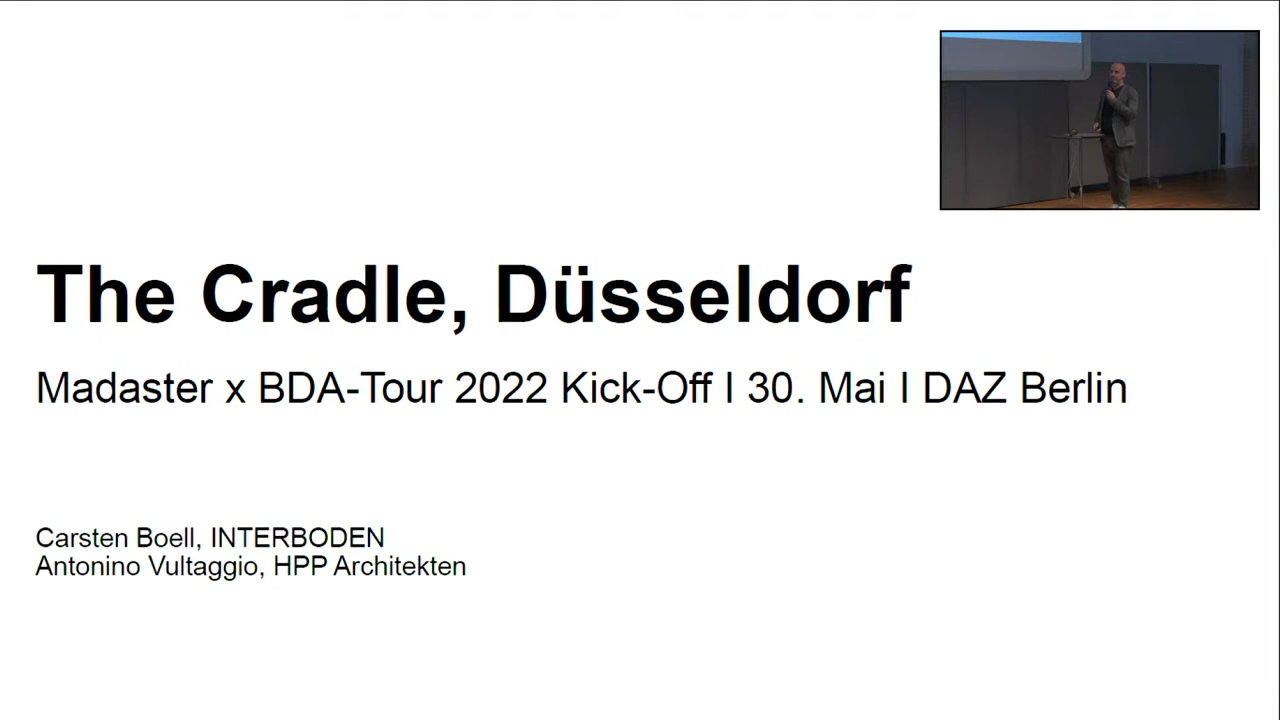 The Cradle, Düsseldorf
Madaster x BDA-Tour 2022 Kick-Off I 30. Mai I DAZ Berlin
Carsten Boell, INTERBODEN
Antonino Vultaggio, HPP Architekten